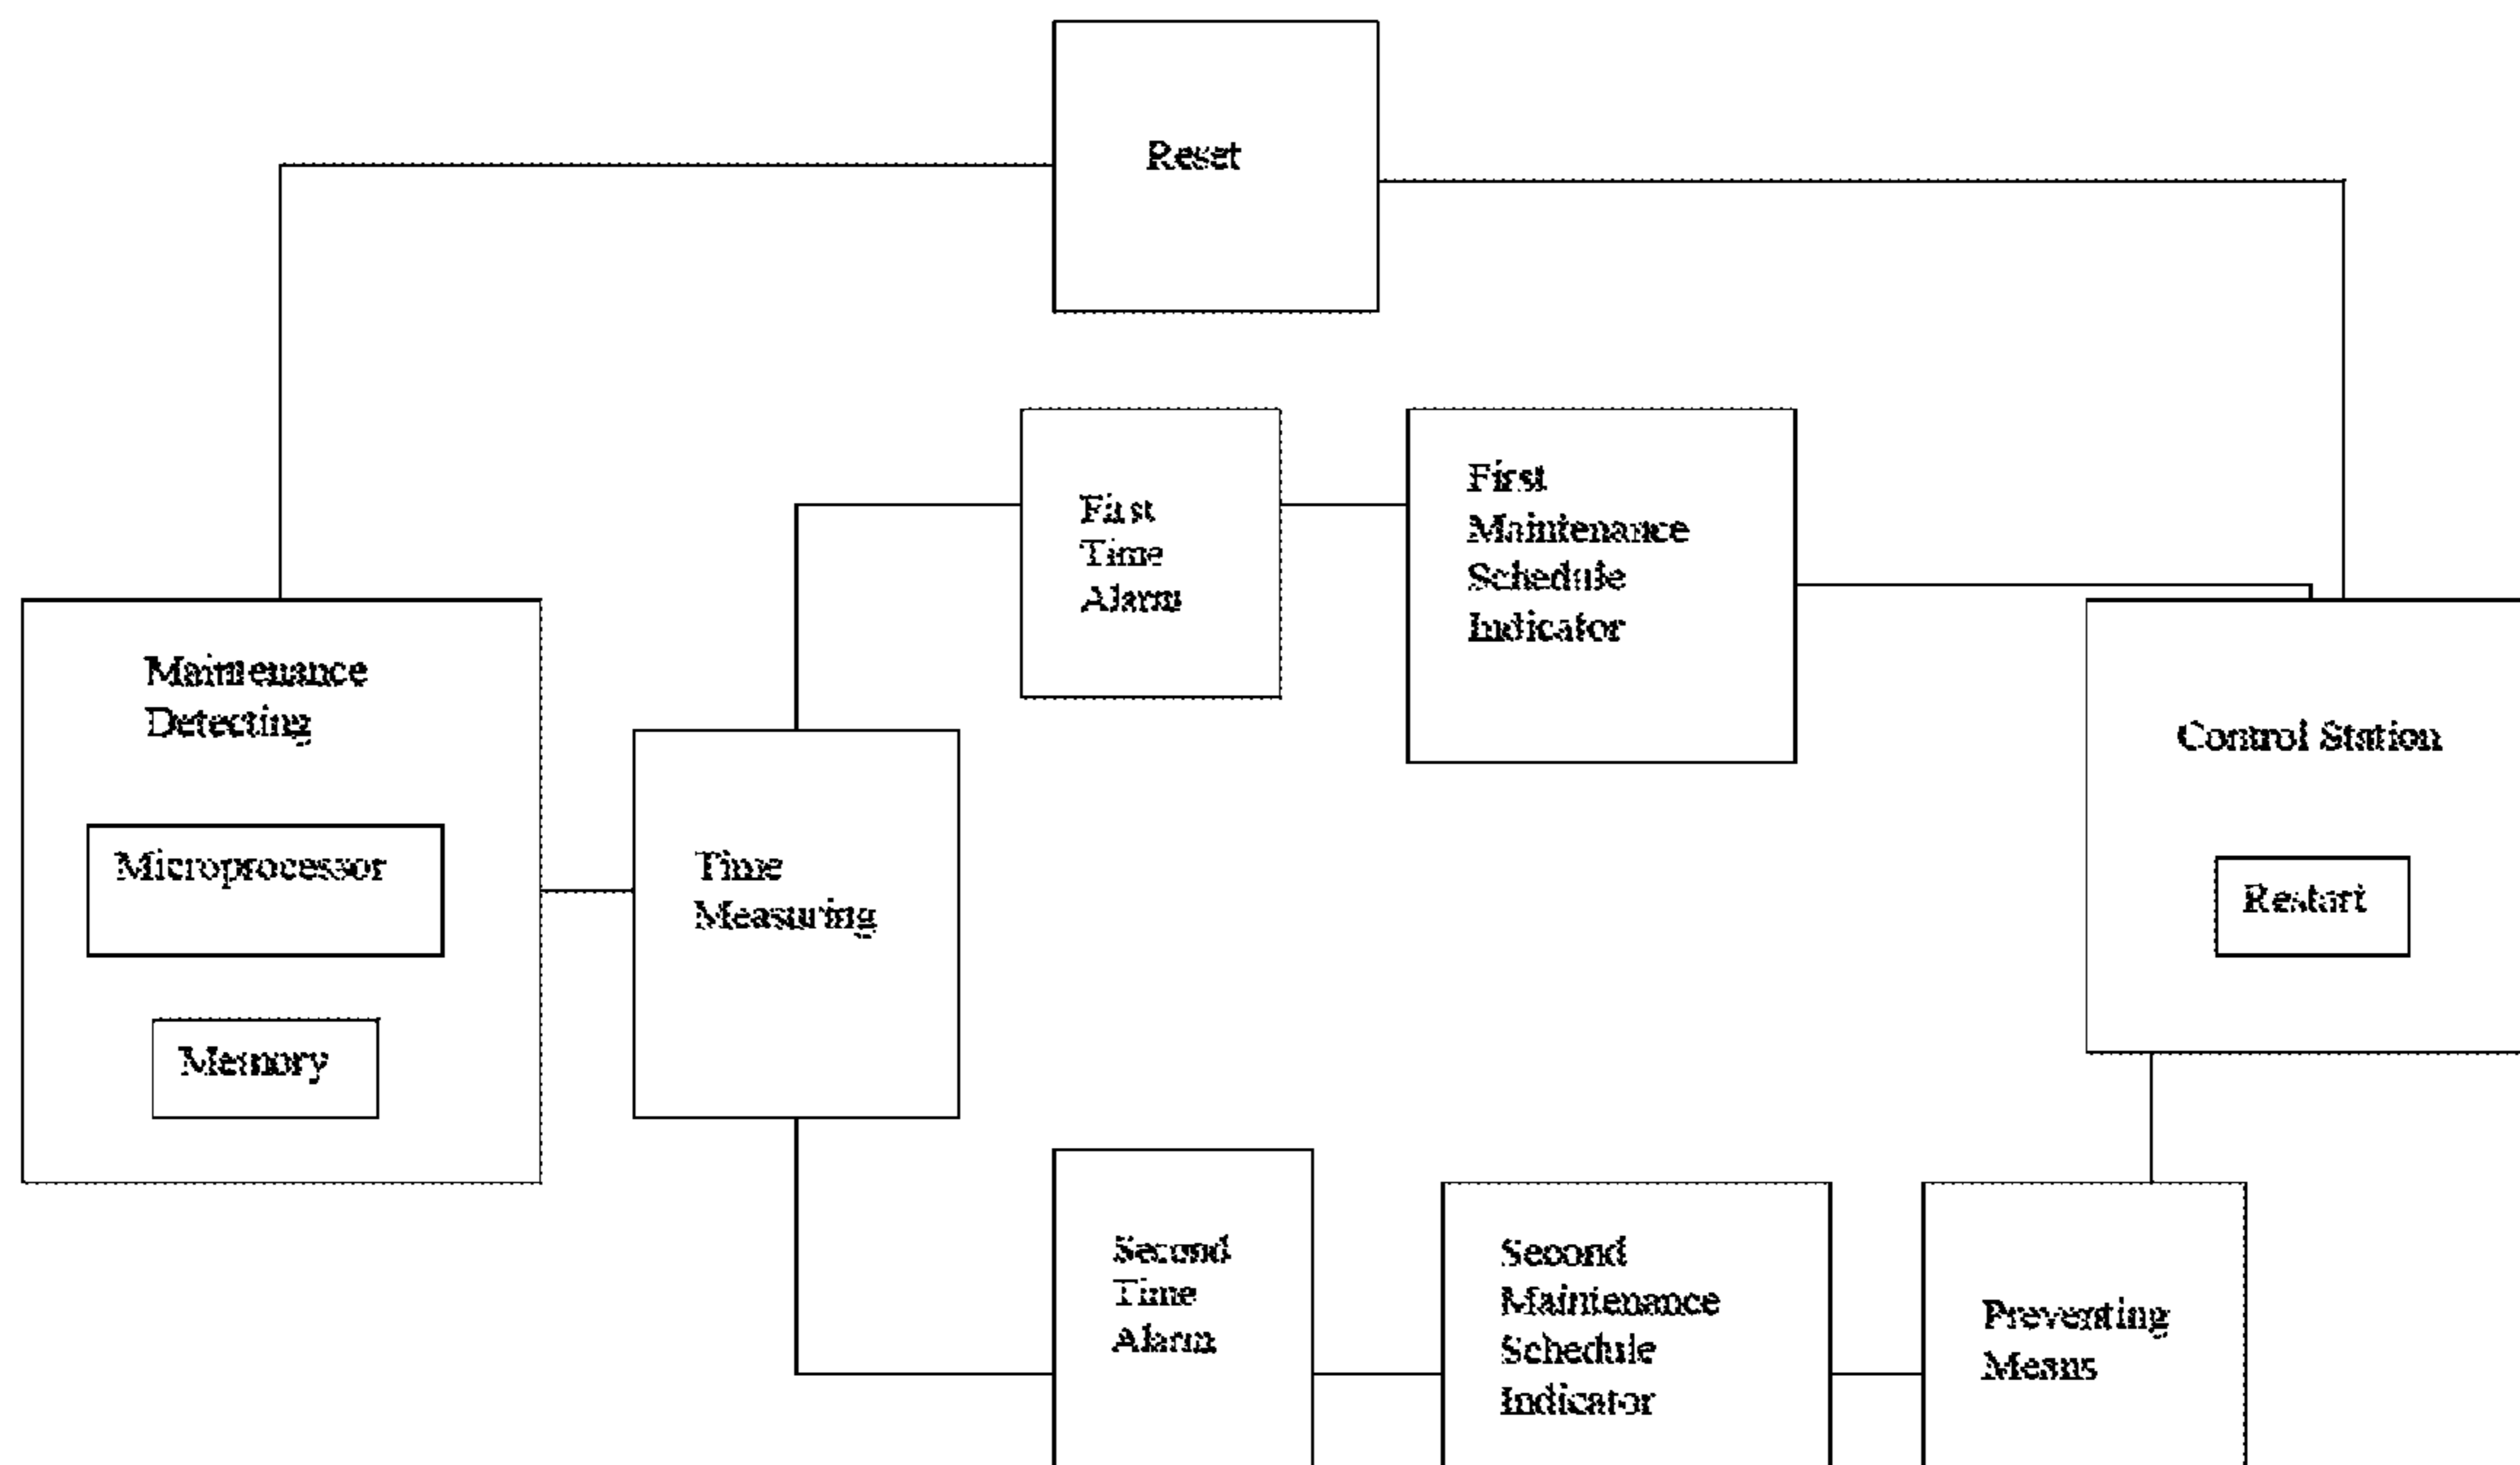 Reset
First
Time
Alarm
First
Maintenance
Schedule
Indicator
Maintenance
Detecting
Microprocessor
Memory
Time
Measuring
Control Station
Restart
Second
Time
Alarm
Second
Maintenance
Schedule
Indicator
Preventing
Means